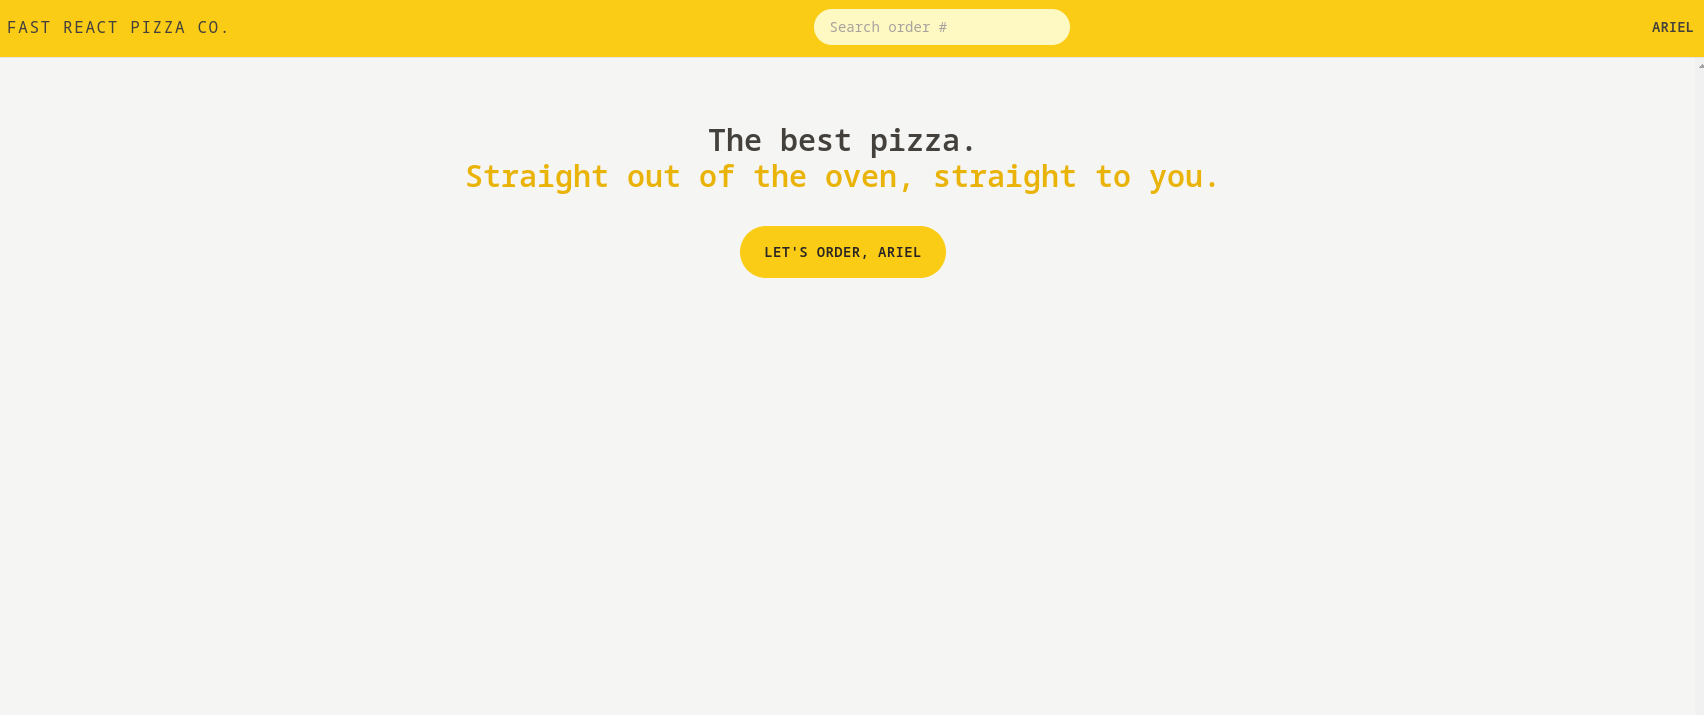 FAST REACT PIZZA CO.
Search order #
ARIEL
The best pizza.
Straight out of the oven, straight to you.
LET'S ORDER, ARIEL